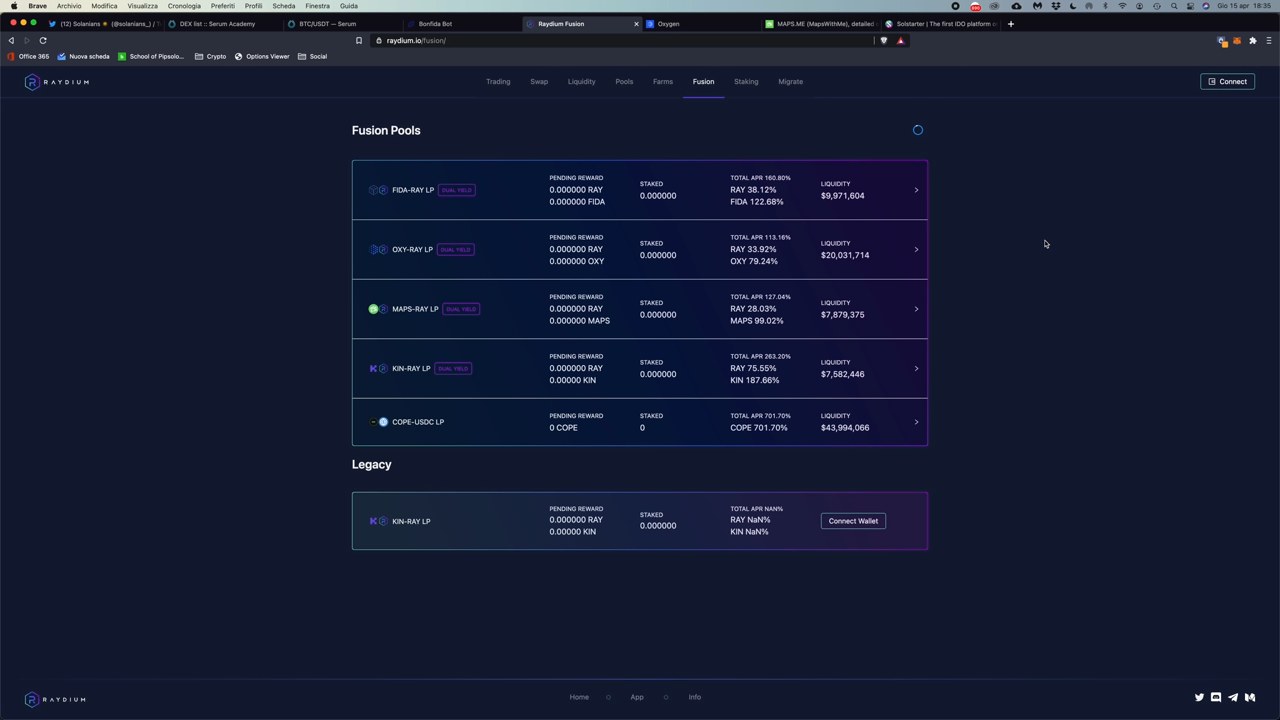 Brave Archivio Modifica Visualizza Cronologia Preferiti Profili Scheda Finestra Guida Gio 15 apr 18:35
(12) Solanians (@solanians_) / T DEX list :: Serum Academy BTC/USDT — Serum Bonfida Bot Raydium Fusion Oxygen MAPS.ME (MapsWithMe), detailed Solstarter | The first IDO platform o
raydium.io/fusion/
Office 365 Nuova scheda School of Pipsolo... Crypto Options Viewer Social
RAYDIUM Trading Swap Liquidity Pools Farms Fusion Staking Migrate Connect
Fusion Pools
PENDING REWARD STAKED TOTAL APR 160.80% LIQUIDITY
FIDA-RAY LP DUAL YIELD 0.000000 RAY 0.000000 RAY 38.12% $9,971,604
0.000000 FIDA FIDA 122.68%
PENDING REWARD STAKED TOTAL APR 113.16% LIQUIDITY
OXY-RAY LP DUAL YIELD 0.000000 RAY 0.000000 RAY 33.92% $20,031,714
0.000000 OXY OXY 79.24%
PENDING REWARD STAKED TOTAL APR 127.04% LIQUIDITY
MAPS-RAY LP DUAL YIELD 0.000000 RAY 0.000000 RAY 28.03% $7,879,375
0.000000 MAPS MAPS 99.02%
PENDING REWARD STAKED TOTAL APR 263.20% LIQUIDITY
KIN-RAY LP DUAL YIELD 0.000000 RAY 0.000000 RAY 75.55% $7,582,446
0.00000 KIN KIN 187.66%
PENDING REWARD STAKED TOTAL APR 701.70% LIQUIDITY
COPE-USDC LP 0 COPE 0 COPE 701.70% $43,994,066
Legacy
PENDING REWARD STAKED TOTAL APR NAN%
KIN-RAY LP 0.000000 RAY 0.000000 RAY NaN% Connect Wallet
0.00000 KIN KIN NaN%
RAYDIUM Home App Info